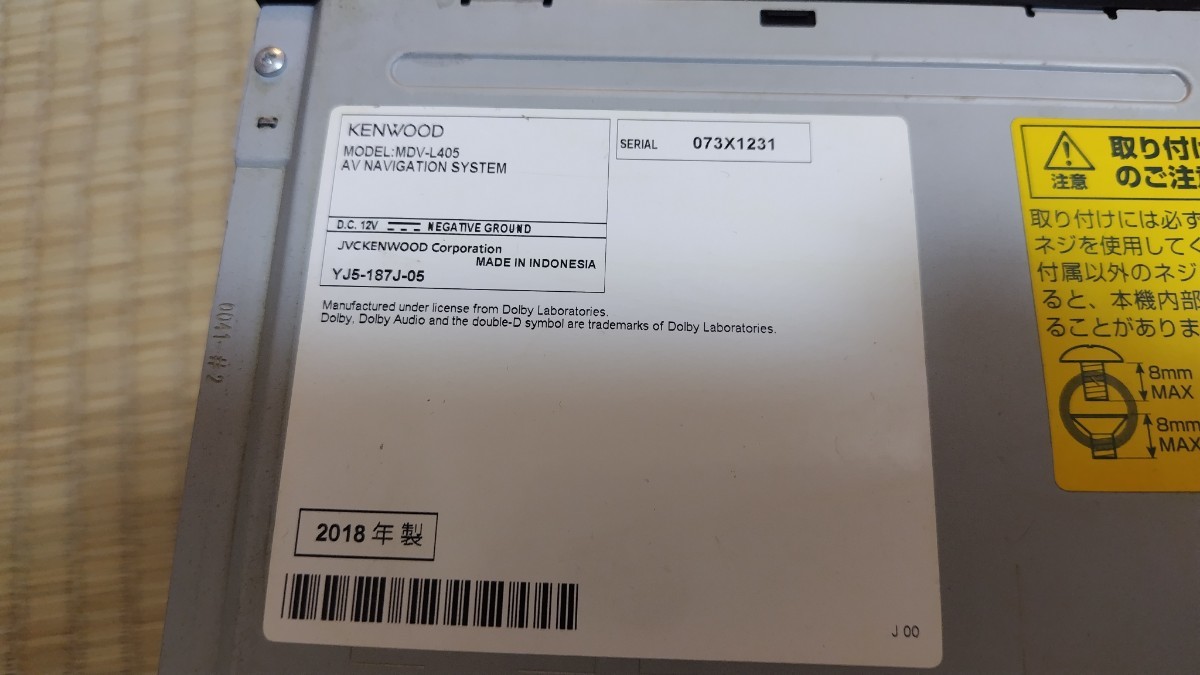 KENWOOD
MODEL:MDV-L405
AV NAVIGATION SYSTEM
D.C. 12V NEGATIVE GROUND
JVCKENWOOD Corporation
MADE IN INDONESIA
YJ5-187J-05
SERIAL 073X1231
Manufactured under license from Dolby Laboratories.
Dolby, Dolby Audio and the double-D symbol are trademarks of Dolby Laboratories.
2018 年 製
J 00
0041-#2
注意
取り付け
のご注意
取り付けには必ず
ネジを使用してく
付属以外のネジ
ると、本機内部
ることがありま
8mm
MAX
8mm
MAX